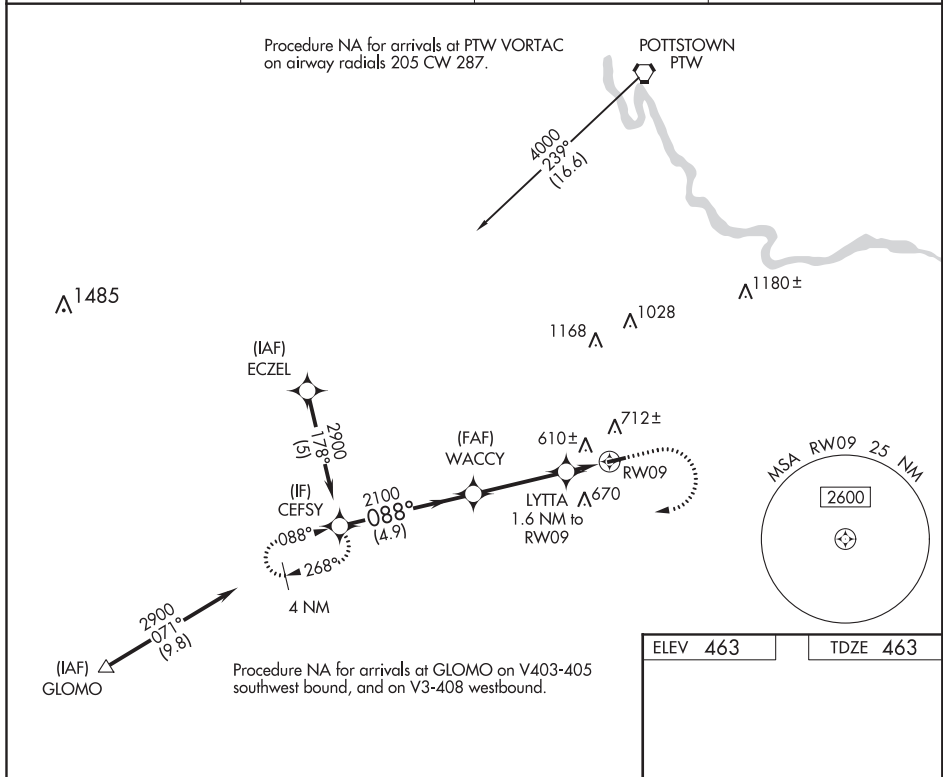 Procedure NA for arrivals at PTW VORTAC
on airway radials 205 CW 287.
POTTSTOWN
PTW
4000
239°
(16.6)
1485
1180±
1028
1168
(IAF)
ECZEL
2900
178°
(5)
(FAF)
WACCY
610±
712±
RW09
LYTTA
1.6 NM to
RW09
670
(IF)
CEFSY
2100
088°
(4.9)
088°
268°
4 NM
MSA RW09 25 NM
2600
2900
071°
(9.8)
(IAF)
GLOMO
Procedure NA for arrivals at GLOMO on V403-405
southwest bound, and on V3-408 westbound.
ELEV 463
TDZE 463